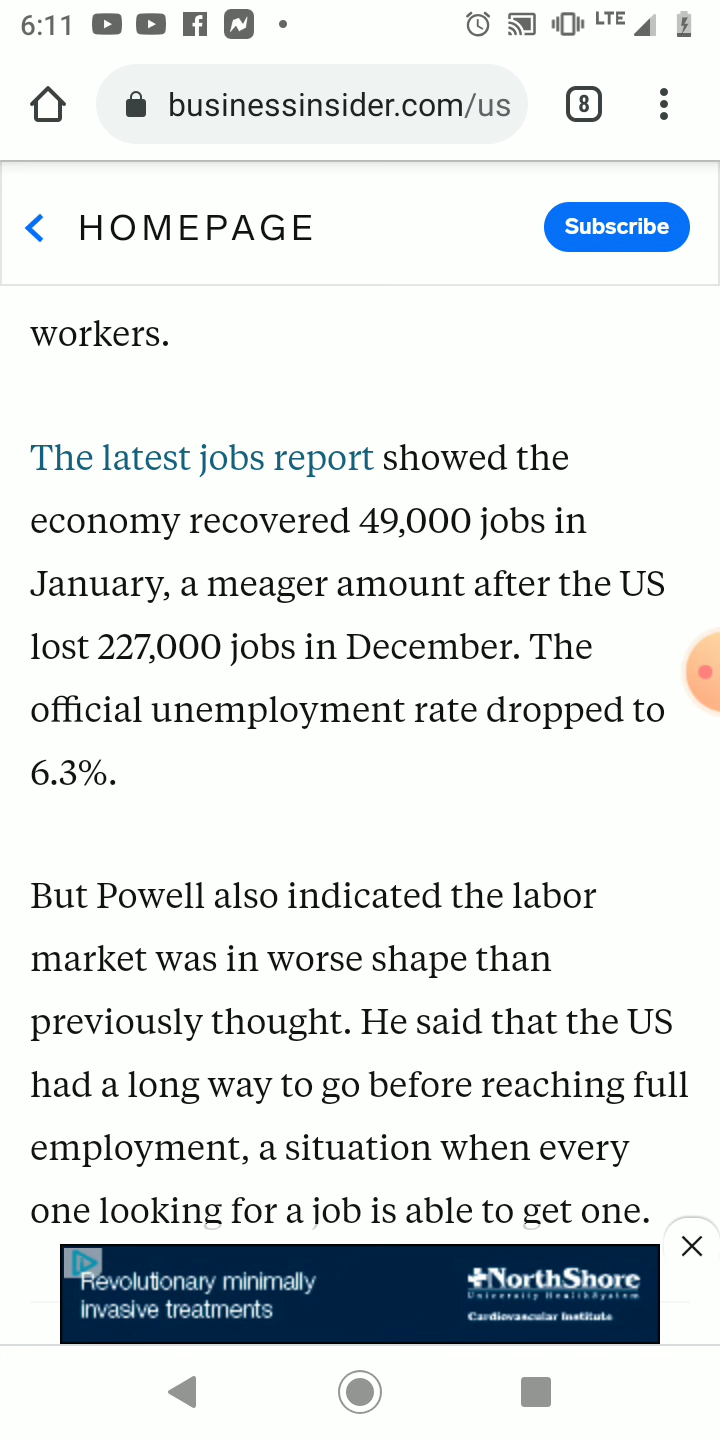 6:11 LTE
businessinsider.com/us 8
HOMEPAGE Subscribe
workers.
The latest jobs report showed the
economy recovered 49,000 jobs in
January, a meager amount after the US
lost 227,000 jobs in December. The
official unemployment rate dropped to
6.3%.
But Powell also indicated the labor
market was in worse shape than
previously thought. He said that the US
had a long way to go before reaching full
employment, a situation when every
one looking for a job is able to get one.
Revolutionary minimally
invasive treatments
NorthShore
University HealthSystem
Cardiovascular Institute